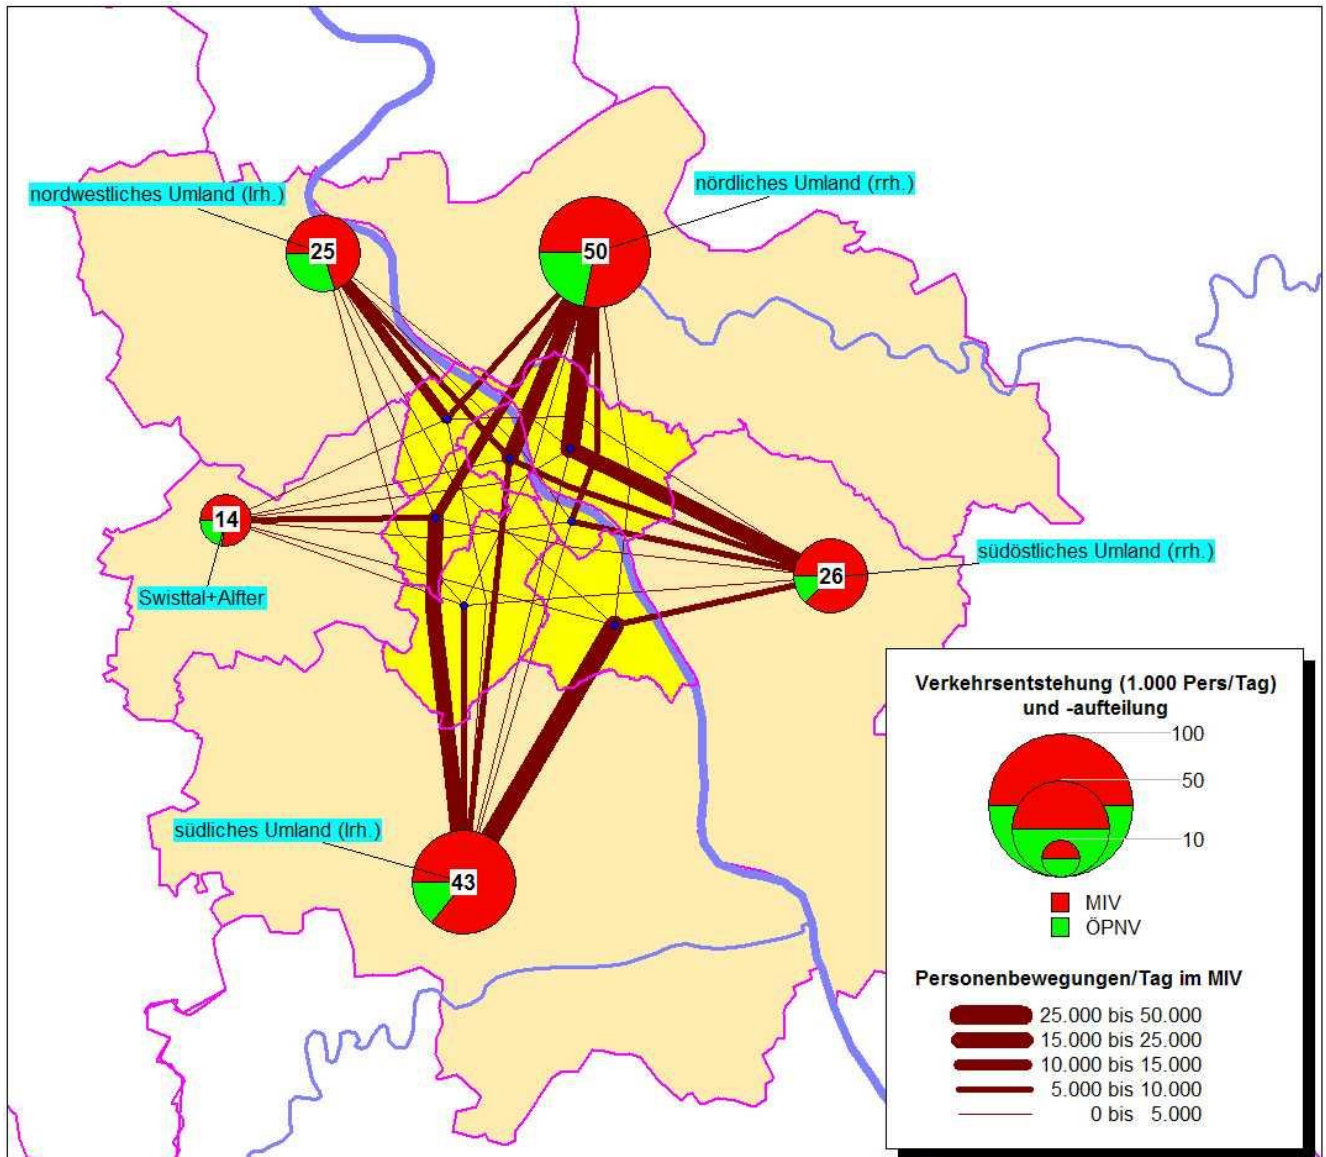 nördliches Umland (rrh.)
nordwestliches Umland (lrh.)
25
50
14
Swisttal+Alfter
südöstliches Umland (rrh.)
26
südliches Umland (lrh.)
43
Verkehrsentstehung (1.000 Pers/Tag)
und -aufteilung
100
50
10
MIV
ÖPNV
Personenbewegungen/Tag im MIV
25.000 bis 50.000
15.000 bis 25.000
10.000 bis 15.000
5.000 bis 10.000
0 bis 5.000